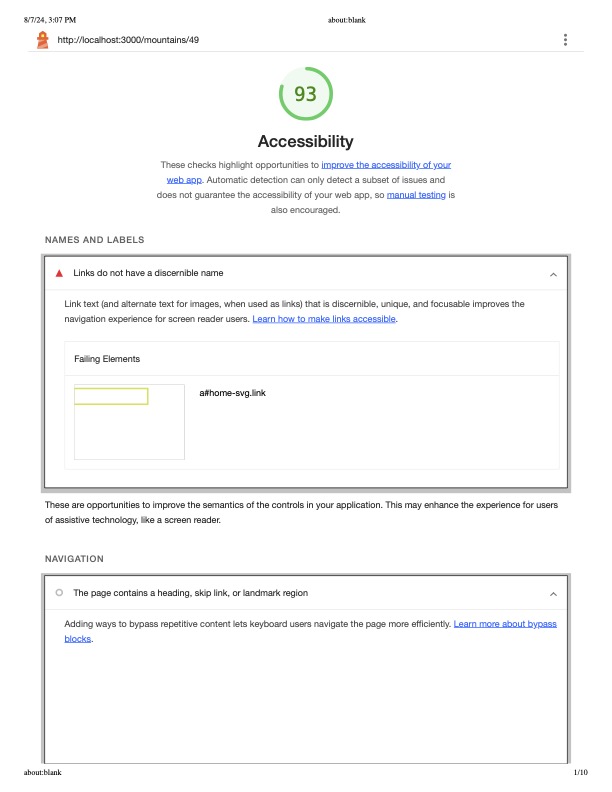 8/7/24, 3:07 PM about:blank
http://localhost:3000/mountains/49
93
Accessibility
These checks highlight opportunities to improve the accessibility of your
web app. Automatic detection can only detect a subset of issues and
does not guarantee the accessibility of your web app, so manual testing is
also encouraged.
NAMES AND LABELS
Links do not have a discernible name
Link text (and alternate text for images, when used as links) that is discernible, unique, and focusable improves the
navigation experience for screen reader users. Learn how to make links accessible.
Failing Elements
a#home-svg.link
These are opportunities to improve the semantics of the controls in your application. This may enhance the experience for users
of assistive technology, like a screen reader.
NAVIGATION
The page contains a heading, skip link, or landmark region
Adding ways to bypass repetitive content lets keyboard users navigate the page more efficiently. Learn more about bypass
blocks.
about:blank 1/10